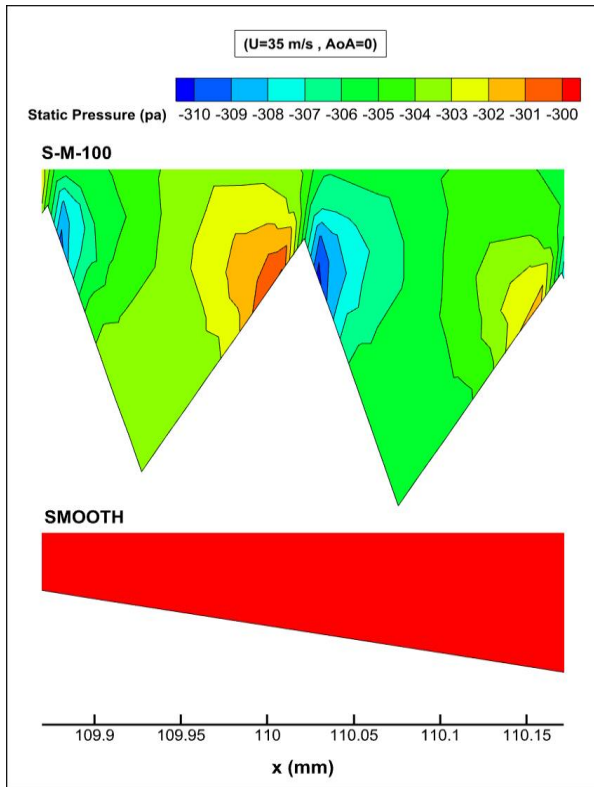 (U=35 m/s , AoA=0)
Static Pressure (pa) -310 -309 -308 -307 -306 -305 -304 -303 -302 -301 -300
S-M-100
SMOOTH
109.9 109.95 110 110.05 110.1 110.15
x (mm)